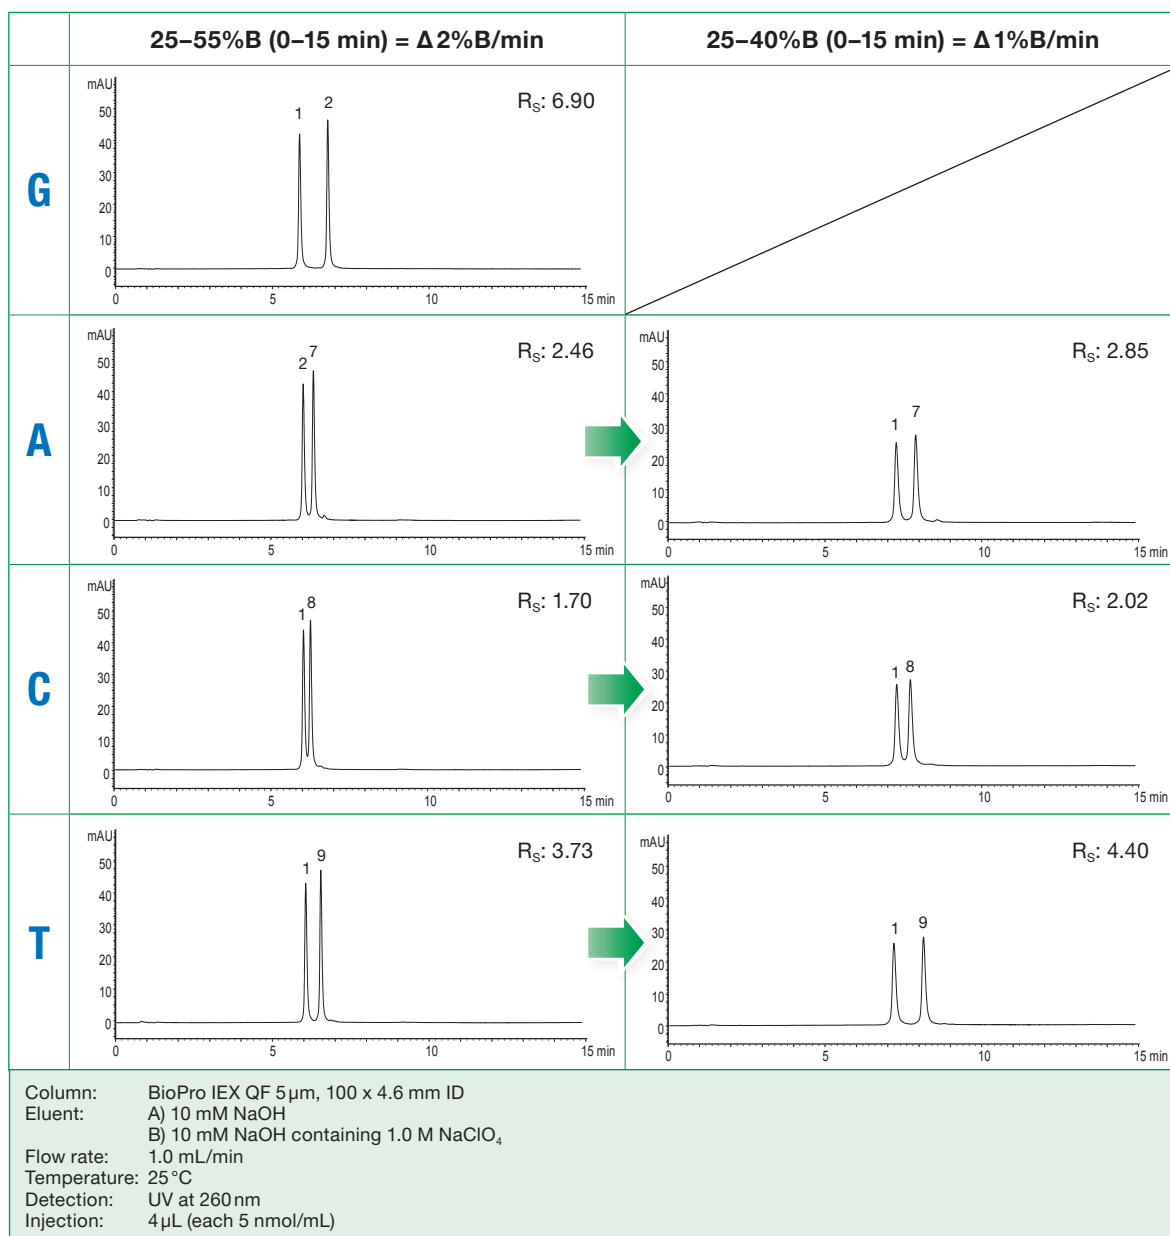 25–55%B (0–15 min) = Δ 2%B/min
25–40%B (0–15 min) = Δ 1%B/min
G
mAU
50
40
30
20
10
0
1
2
RS: 6.90
0
5
10
15 min
A
mAU
50
40
30
20
10
0
2
7
RS: 2.46
0
5
10
15 min
mAU
50
40
30
20
10
0
1
7
RS: 2.85
0
5
10
15 min
C
mAU
50
40
30
20
10
0
1
8
RS: 1.70
0
5
10
15 min
mAU
50
40
30
20
10
0
1
8
RS: 2.02
0
5
10
15 min
T
mAU
50
40
30
20
10
0
1
9
RS: 3.73
0
5
10
15 min
mAU
50
40
30
20
10
0
1
9
RS: 4.40
0
5
10
15 min
Column: BioPro IEX QF 5 µm, 100 x 4.6 mm ID
Eluent: A) 10 mM NaOH
B) 10 mM NaOH containing 1.0 M NaClO4
Flow rate: 1.0 mL/min
Temperature: 25 °C
Detection: UV at 260 nm
Injection: 4 µL (each 5 nmol/mL)